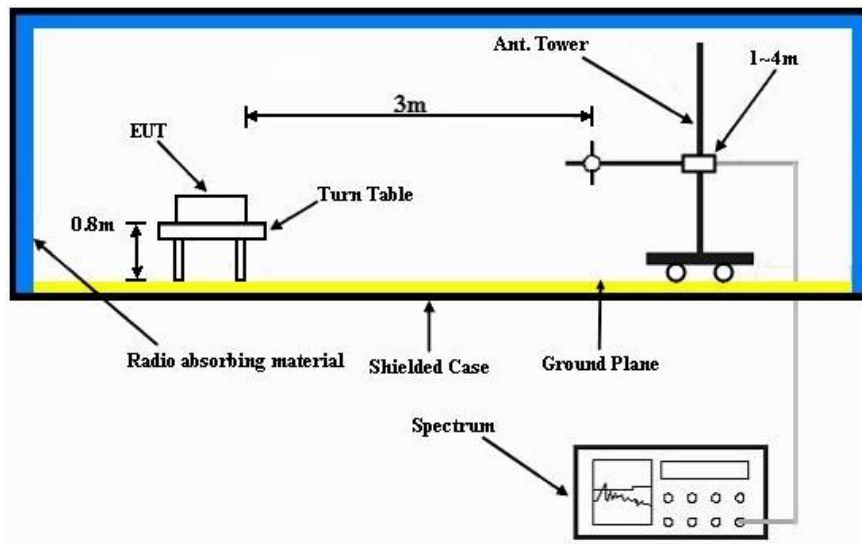 Ant. Tower
1~4m
3m
EUT
Turn Table
0.8m
Radio absorbing material
Shielded Case
Ground Plane
Spectrum